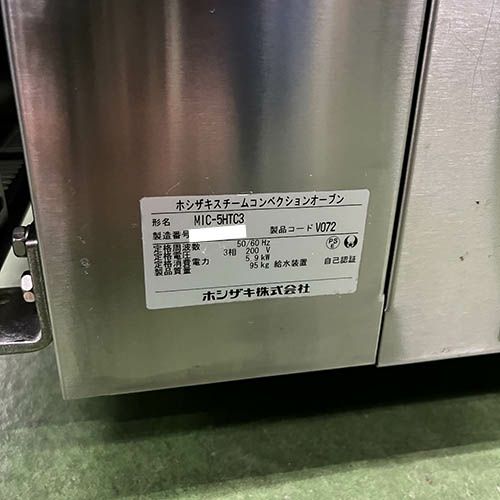 ホシザキスチームコンベクションオーブン
形名 MIC-5HTC3
製造番号 製品コード V072
定格周波数 50/60 Hz
定格電圧 3相 200 V
定格消費電力 5.9 kW
製品質量 95 kg 給水装置 自己認証
PS E
ホシザキ株式会社